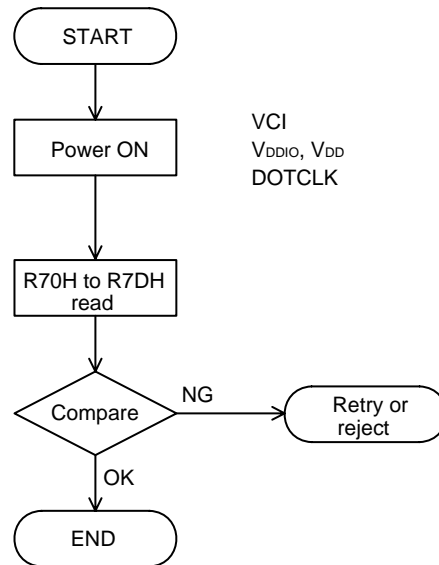 START
Power ON
VCI
VDDIO, VDD
DOTCLK
R70H to R7DH
read
Compare
NG
Retry or
reject
OK
END